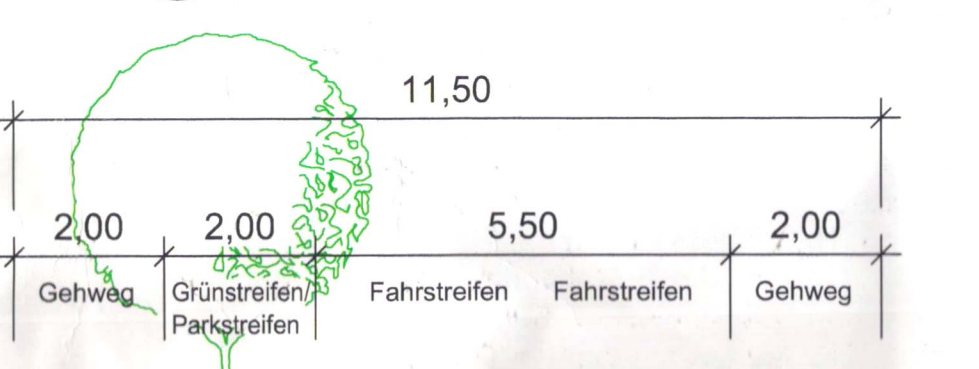 11,50
2,00 2,00 5,50 2,00
Gehweg Grünstreifen/ Fahrstreifen Fahrstreifen Gehweg
Parkstreifen